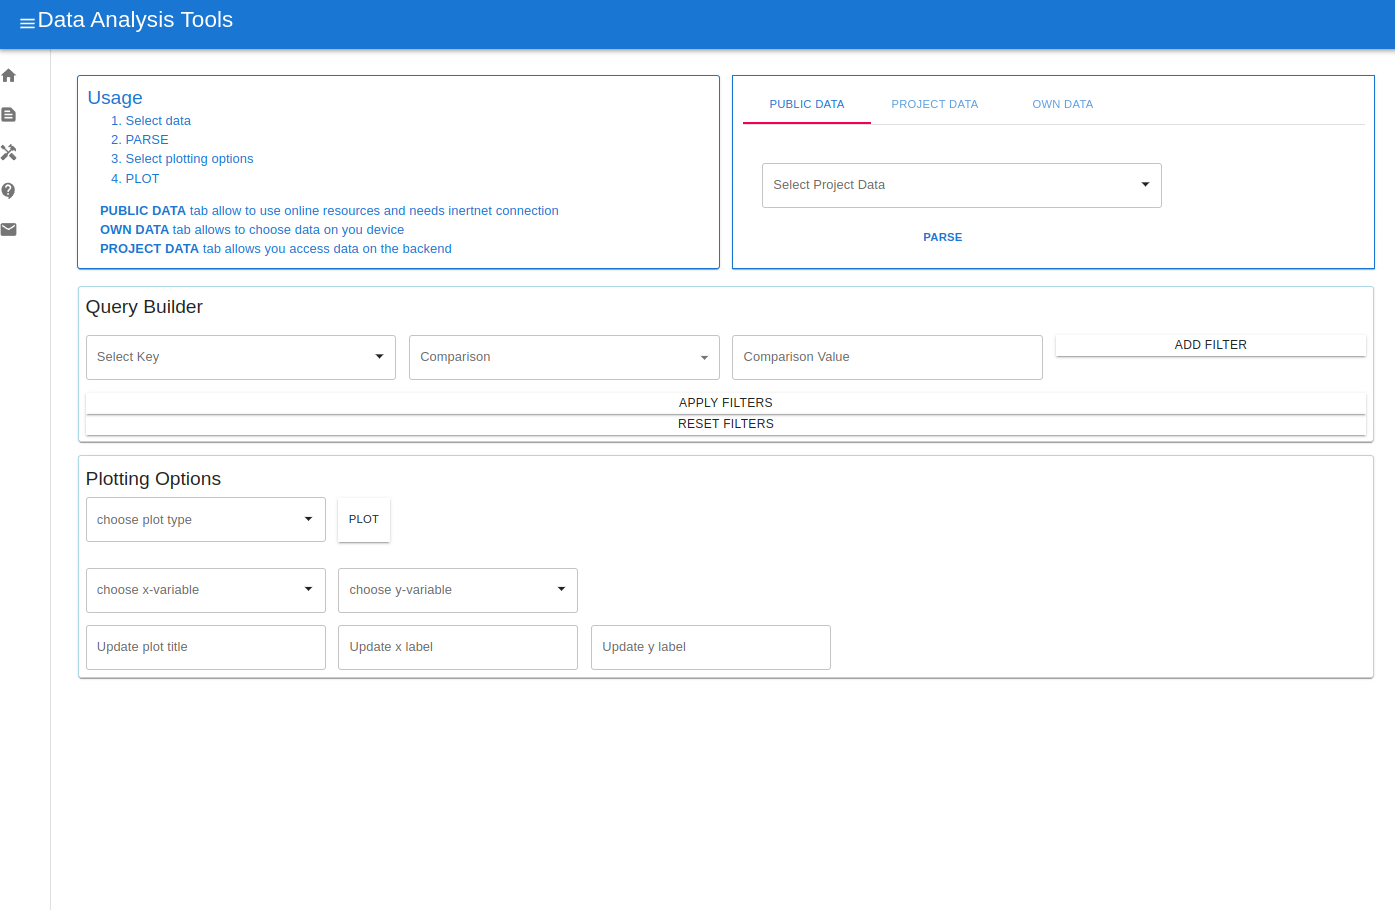 Data Analysis Tools
Usage
1. Select data
2. PARSE
3. Select plotting options
4. PLOT
PUBLIC DATA tab allow to use online resources and needs inertnet connection
OWN DATA tab allows to choose data on you device
PROJECT DATA tab allows you access data on the backend
PUBLIC DATA PROJECT DATA OWN DATA
Select Project Data
PARSE
Query Builder
Select Key Comparison Comparison Value ADD FILTER
APPLY FILTERS
RESET FILTERS
Plotting Options
choose plot type PLOT
choose x-variable choose y-variable
Update plot title Update x label Update y label